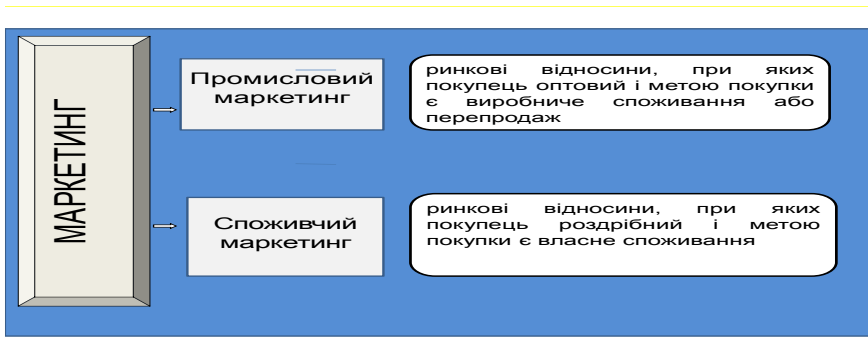 МАРКЕТИНГ
Промисловий
маркетинг
ринкові відносини, при яких
покупець оптовий і метою покупки
є виробниче споживання або
перепродаж
Споживчий
маркетинг
ринкові відносини, при яких
покупець роздрібний і метою
покупки є власне споживання